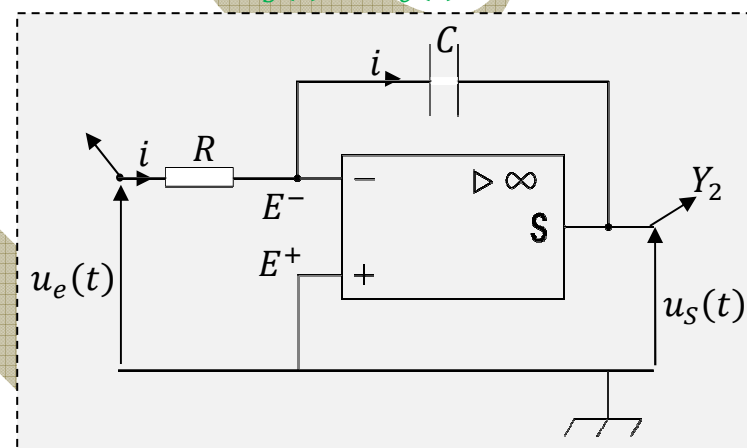 C
i
i
R
E⁻
−
▷ ∞
S
Y₂
E⁺
+
uₑ(t)
u_S(t)